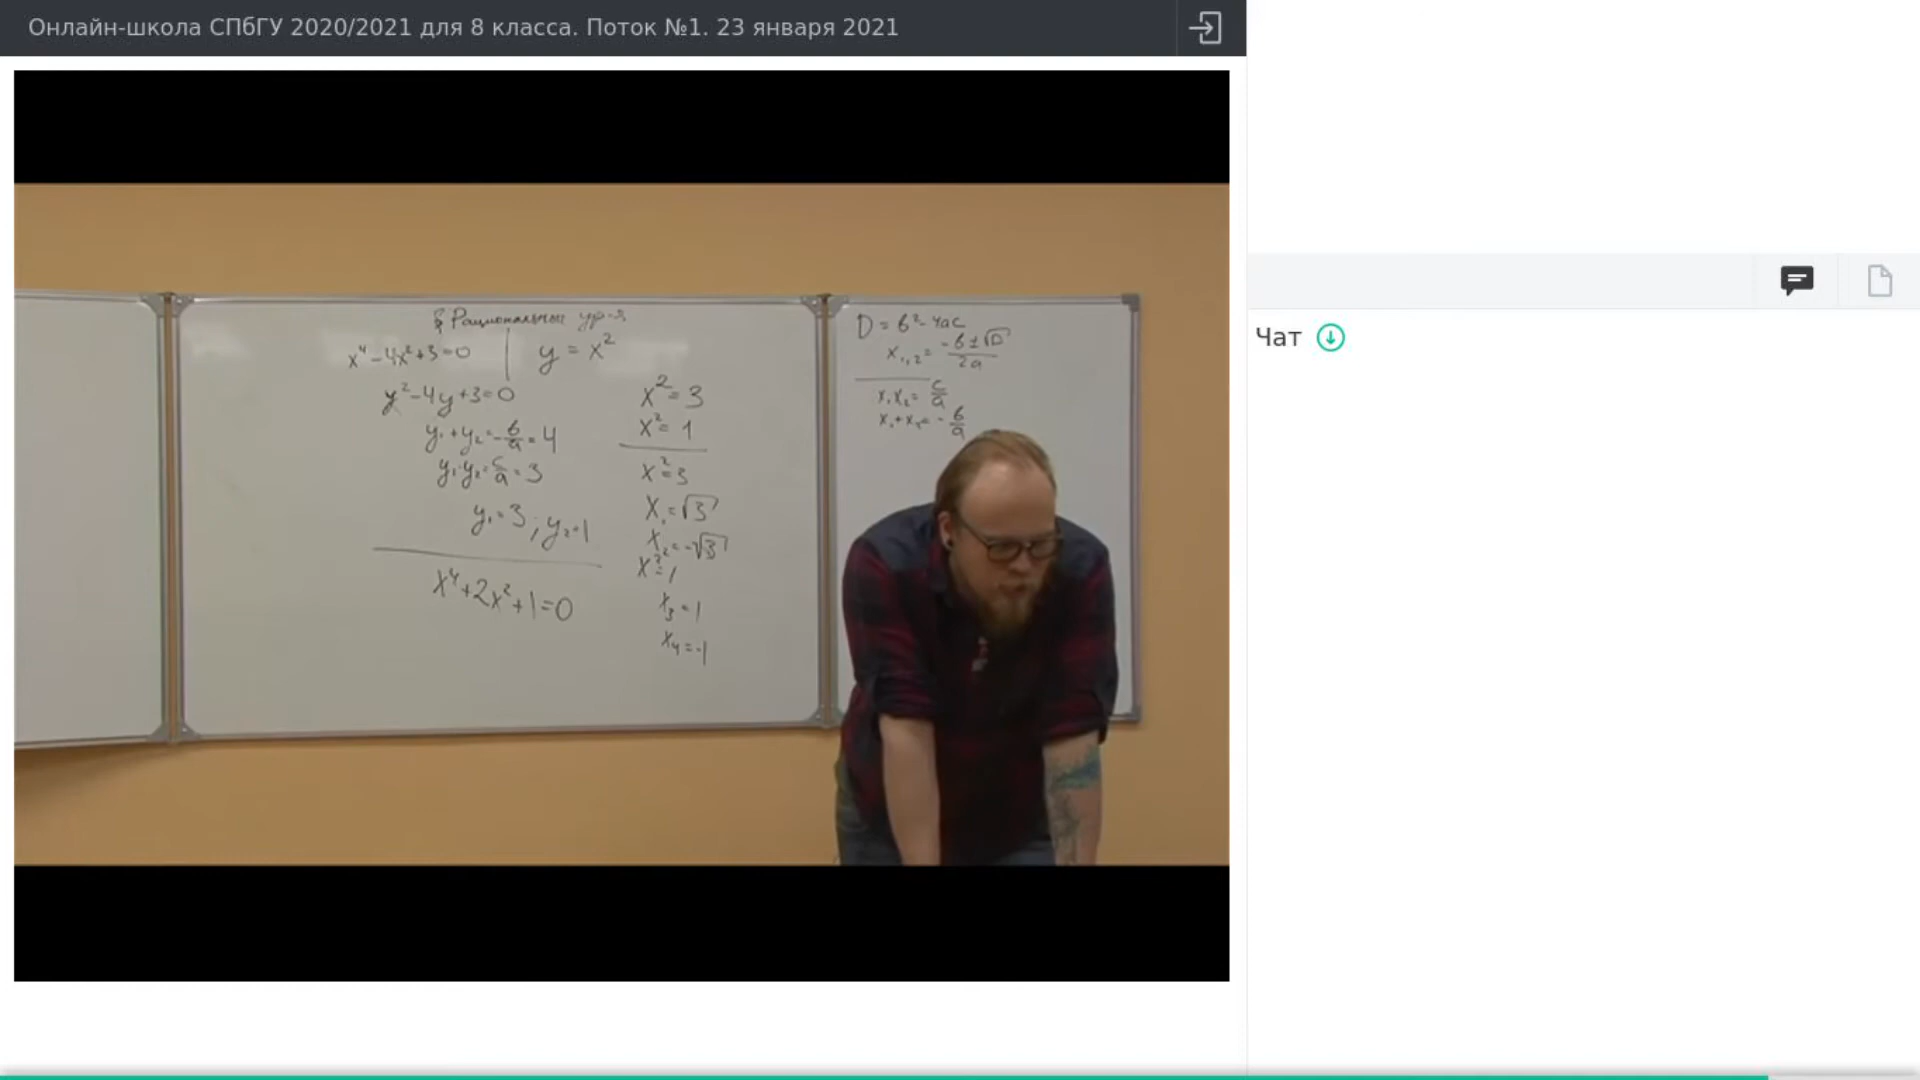 Онлайн-школа СПбГУ 2020/2021 для 8 класса. Поток №1. 23 января 2021
Чат
§ Рациональные ур-я
x⁴-4x²+3=0
y = x²
y²-4y+3=0
y₁+y₂=-в/а=4
y₁·y₂=с/а=3
y₁=3; y₂=1
x⁴+2x²+1=0
x²=3
x²=1
x²=3
x₁=√3
x₂=-√3
x²=1
x₃=1
x₄=-1
D = в²-4ас
x₁,₂=(-в±√D)/2а
x₁x₂=с/а
x₁+x₂=-в/а